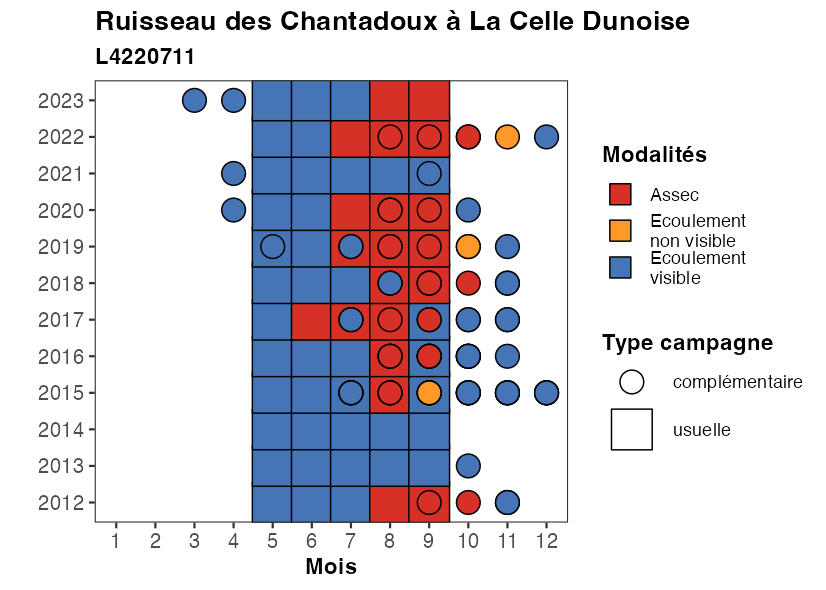 Ruisseau des Chantadoux à La Celle Dunoise
L4220711
2023
2022
2021
2020
2019
2018
2017
2016
2015
2014
2013
2012
1 2 3 4 5 6 7 8 9 10 11 12
Mois
Modalités
Assec
Ecoulement
non visible
Ecoulement
visible
Type campagne
complémentaire
usuelle